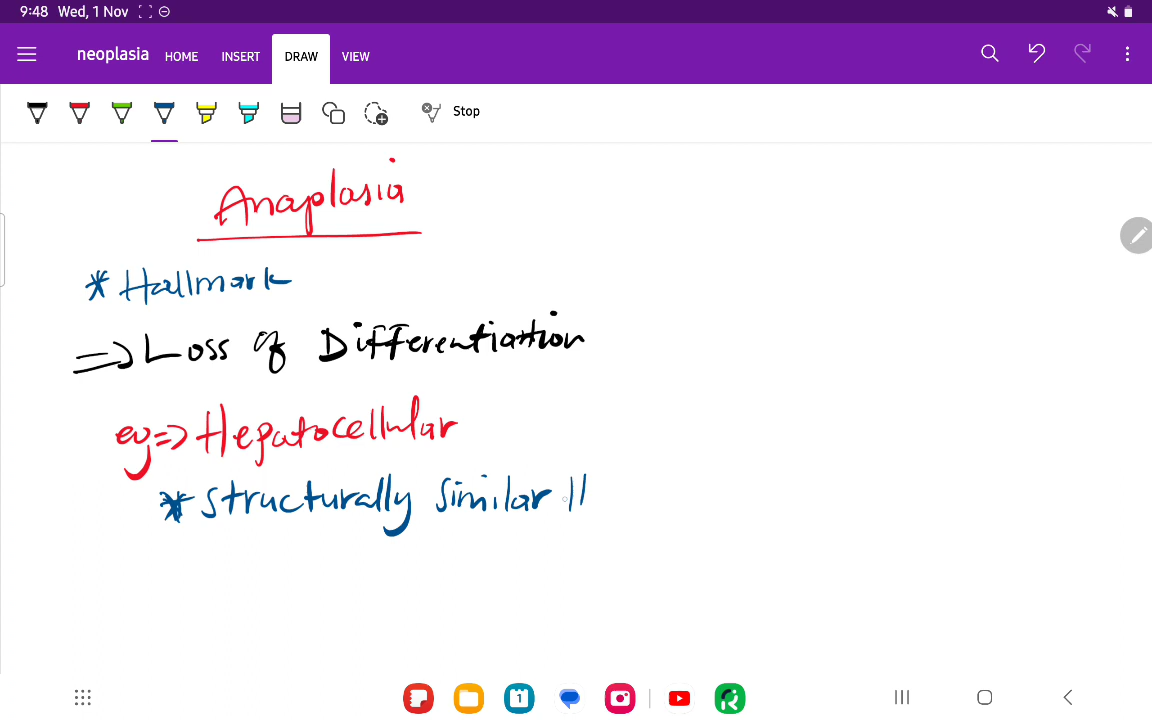 9:48 Wed, 1 Nov
neoplasia HOME INSERT DRAW VIEW
Stop
Anaplasia
* Hallmark
=> Loss of Differentiation
eg => Hepatocellular
* Structurally similar
1